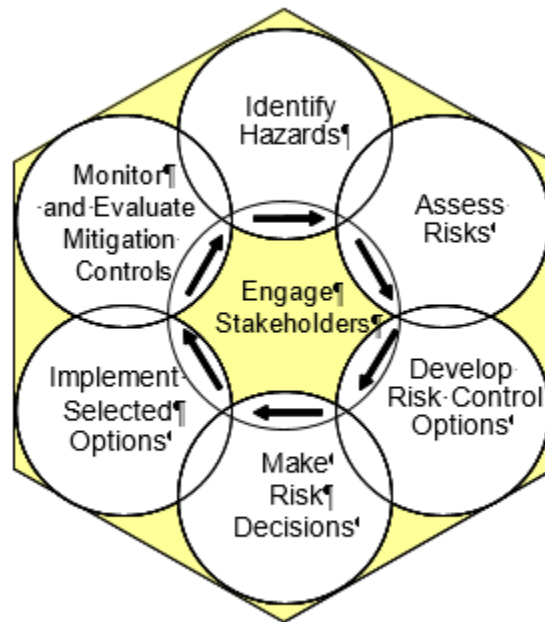 Identify
Hazards¶
Assess·
Risks
Develop·
Risk·Control
Options
Make
Risk¶
Decisions
Implement·
Selected¶
Options
Monitor¶
·and·Evaluate
Mitigation·
Controls
Engage¶
Stakeholders¶